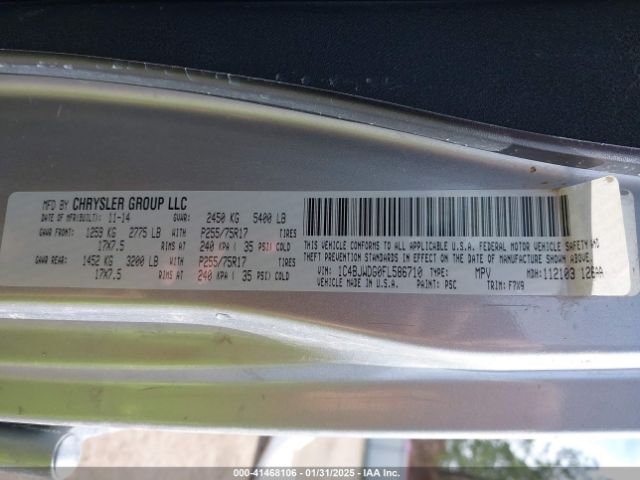 MFD BY CHRYSLER GROUP LLC
DATE OF MFR(BUILT): 11-14 GVWR: 2450 KG 5400 LB
GAWR FRONT: 1259 KG 2775 LB WITH P255/75R17 TIRES
17X7.5 RIMS AT 240 KPA ( 35 PSI) COLD
GAWR REAR: 1452 KG 3200 LB WITH P255/75R17 TIRES
17X7.5 RIMS AT 240 KPA ( 35 PSI) COLD
THIS VEHICLE CONFORMS TO ALL APPLICABLE U.S.A. FEDERAL MOTOR VEHICLE SAFETY, BUMPER AND
THEFT PREVENTION STANDARDS IN EFFECT ON THE DATE OF MANUFACTURE SHOWN ABOVE.
VIN: 1C4BJWDG0FL586710 TYPE: MPV MDH: 112103 126AA
VEHICLE MADE IN U.S.A. PAINT: PSC TRIM: F7X9
000-41468106 - 01/31/2025 - IAA Inc.